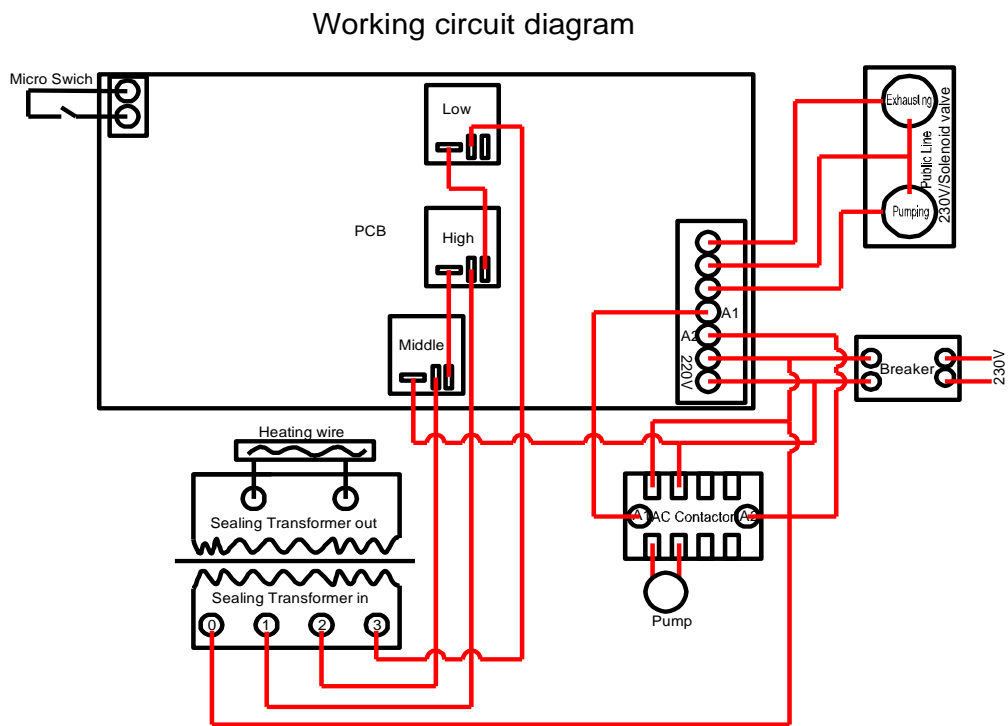 Working circuit diagram
Micro Swich
Low
PCB
High
Middle
A1
A2
220V
Exhausting
Public Line
230V/Solenoid valve
Pumping
Breaker
230V
Heating wire
Sealing Transformer out
Sealing Transformer in
0
1
2
3
A1
AC Contactor
A2
Pump